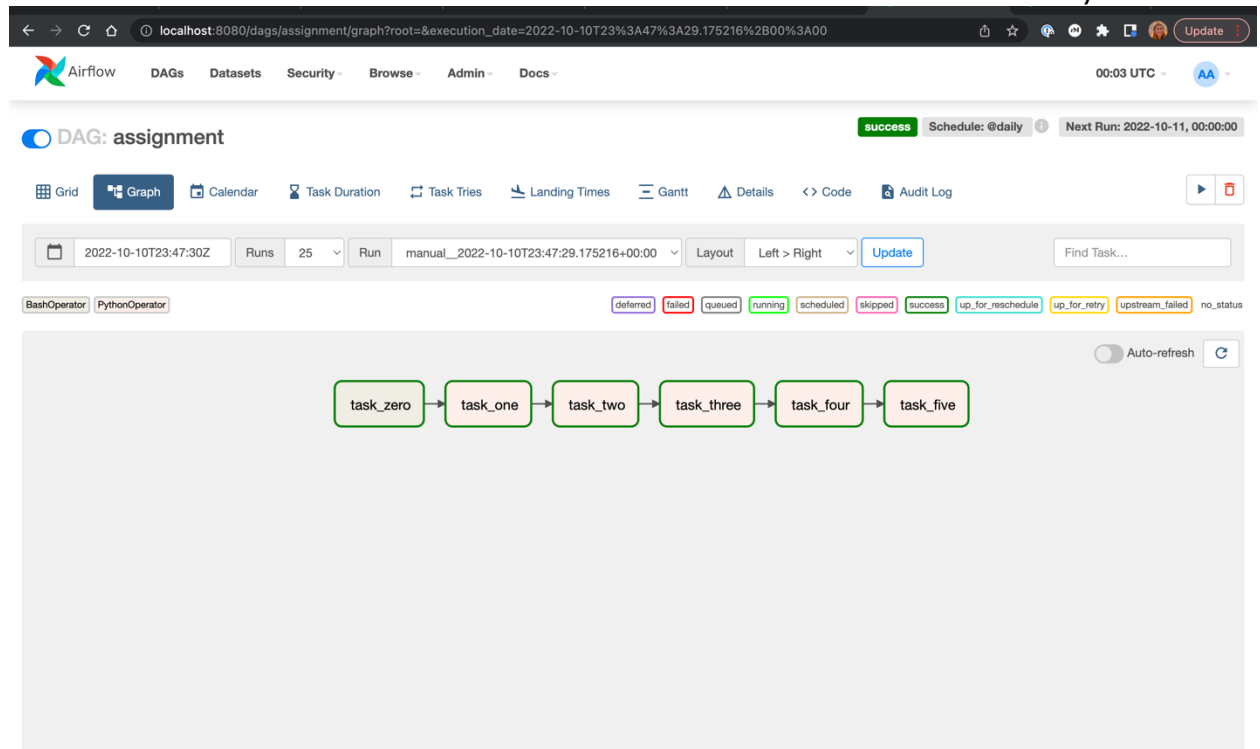 localhost:8080/dags/assignment/graph?root=&execution_date=2022-10-10T23%3A47%3A29.175216%2B00%3A00 Update
Airflow DAGs Datasets Security Browse Admin Docs 00:03 UTC AA
DAG: assignment success Schedule: @daily i Next Run: 2022-10-11, 00:00:00
Grid Graph Calendar Task Duration Task Tries Landing Times Gantt Details <> Code Audit Log
2022-10-10T23:47:30Z Runs 25 Run manual__2022-10-10T23:47:29.175216+00:00 Layout Left > Right Update Find Task...
BashOperator PythonOperator deferred failed queued running scheduled skipped success up_for_reschedule up_for_retry upstream_failed no_status
Auto-refresh
task_zero task_one task_two task_three task_four task_five